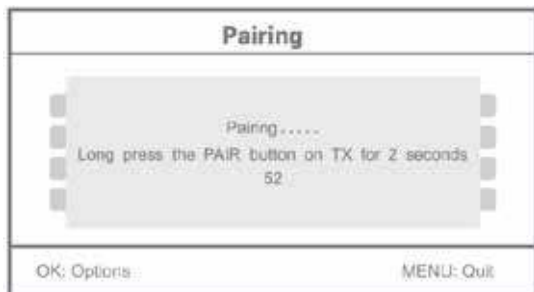 Pairing
Pairing.....
Long press the PAIR button on TX for 2 seconds
52
OK: Options
MENU: Quit